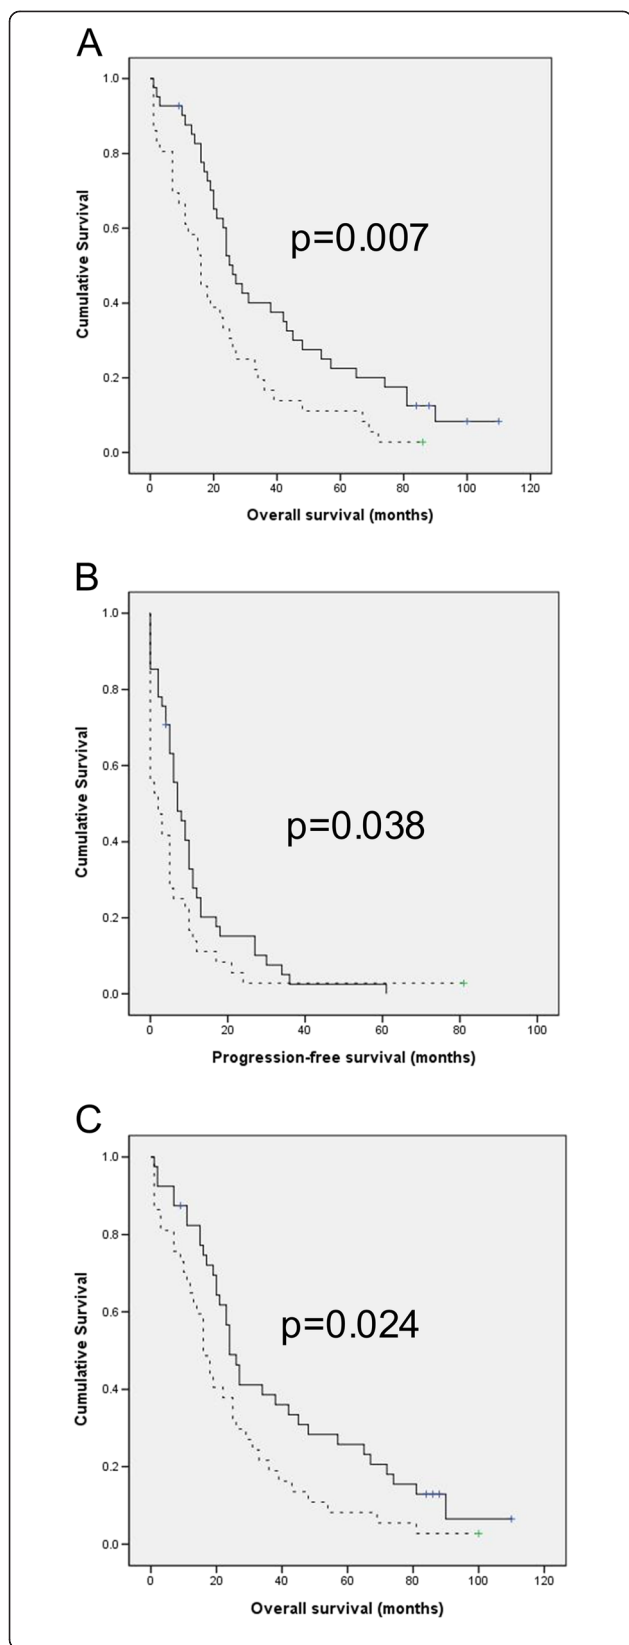 A
1.0
0.8
0.6
0.4
0.2
0.0
Cumulative Survival
p=0.007
0 20 40 60 80 100 120
Overall survival (months)
B
1.0
0.8
0.6
0.4
0.2
0.0
Cumulative Survival
p=0.038
0 20 40 60 80 100
Progression-free survival (months)
C
1.0
0.8
0.6
0.4
0.2
0.0
Cumulative Survival
p=0.024
0 20 40 60 80 100 120
Overall survival (months)